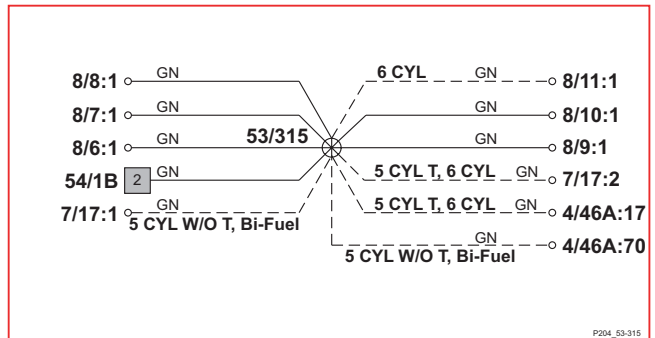 6 CYL
8/8:1 GN GN 8/11:1
8/7:1 GN GN 8/10:1
8/6:1 GN 53/315 GN 8/9:1
54/1B 2 GN 5 CYL T, 6 CYL GN 7/17:2
7/17:1 GN 5 CYL T, 6 CYL GN 4/46A:17
5 CYL W/O T, Bi-Fuel
GN 4/46A:70
5 CYL W/O T, Bi-Fuel
P204_53-315